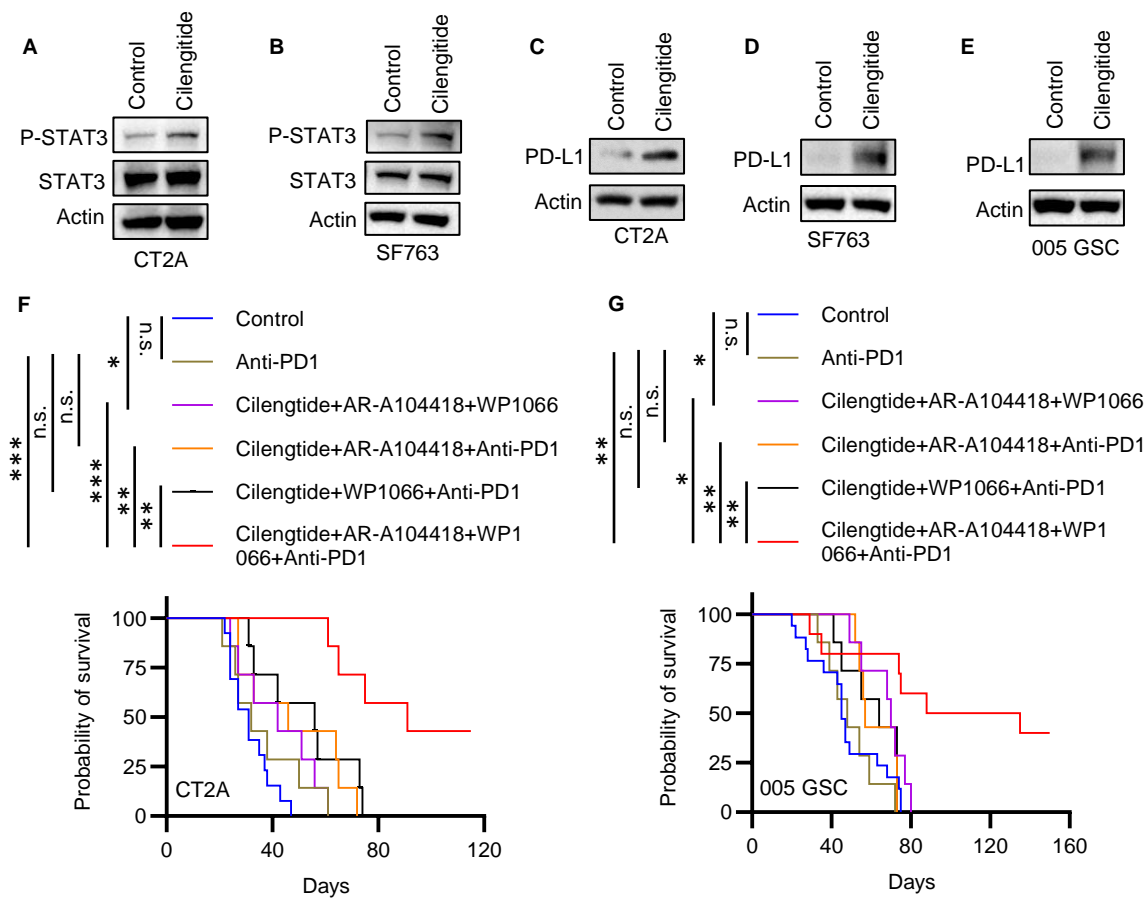 A
Control
Cilengitide
P-STAT3
STAT3
Actin
CT2A
B
Control
Cilengitide
P-STAT3
STAT3
Actin
SF763
C
Control
Cilengitide
PD-L1
Actin
CT2A
D
Control
Cilengitide
PD-L1
Actin
SF763
E
Control
Cilengitide
PD-L1
Actin
005 GSC
F
***
n.s.
n.s.
*
n.s.
***
**
**
Control
Anti-PD1
Cilengtide+AR-A104418+WP1066
Cilengtide+AR-A104418+Anti-PD1
Cilengtide+WP1066+Anti-PD1
Cilengtide+AR-A104418+WP1
066+Anti-PD1
Probability of survival
100
75
50
25
0
CT2A
0 40 80 120
Days
G
**
n.s.
n.s.
*
n.s.
*
**
**
Control
Anti-PD1
Cilengtide+AR-A104418+WP1066
Cilengtide+AR-A104418+Anti-PD1
Cilengtide+WP1066+Anti-PD1
Cilengtide+AR-A104418+WP1
066+Anti-PD1
Probability of survival
100
75
50
25
0
005 GSC
0 40 80 120 160
Days